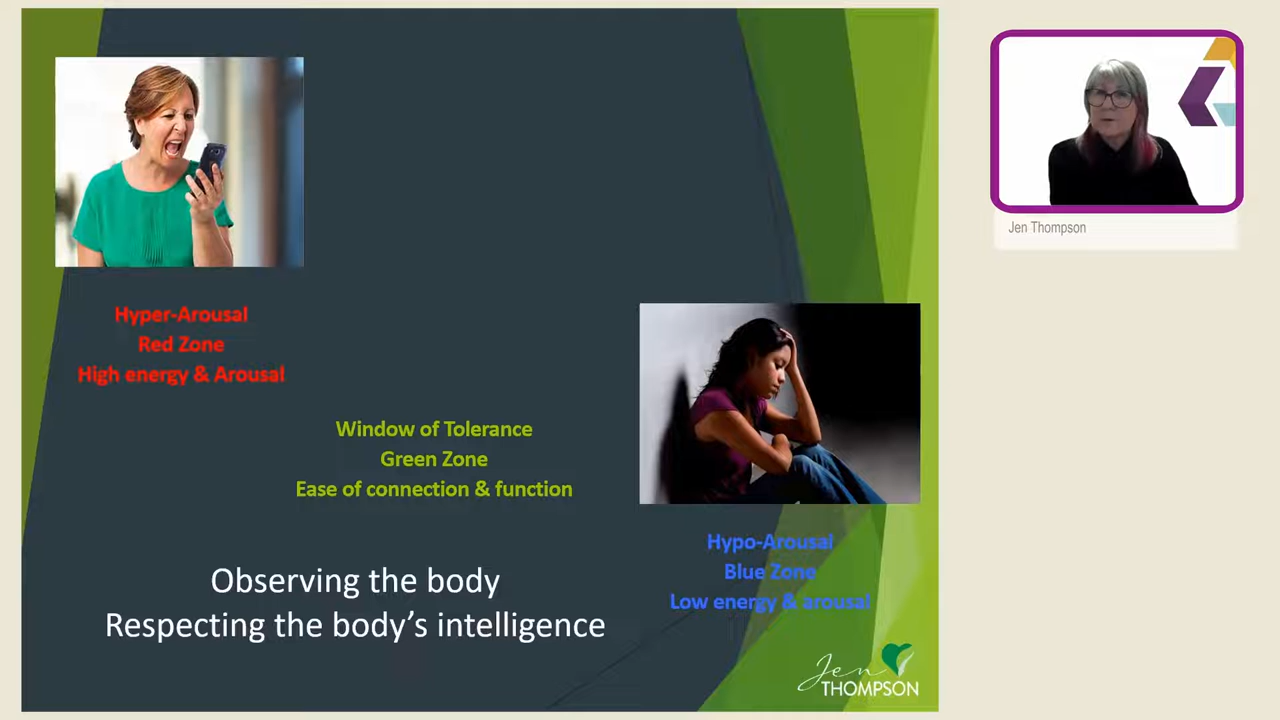 Jen Thompson
Hyper-Arousal
Red Zone
High energy & Arousal
Window of Tolerance
Green Zone
Ease of connection & function
Hypo-Arousal
Blue Zone
Low energy & arousal
Observing the body
Respecting the body's intelligence
Jen
THOMPSON